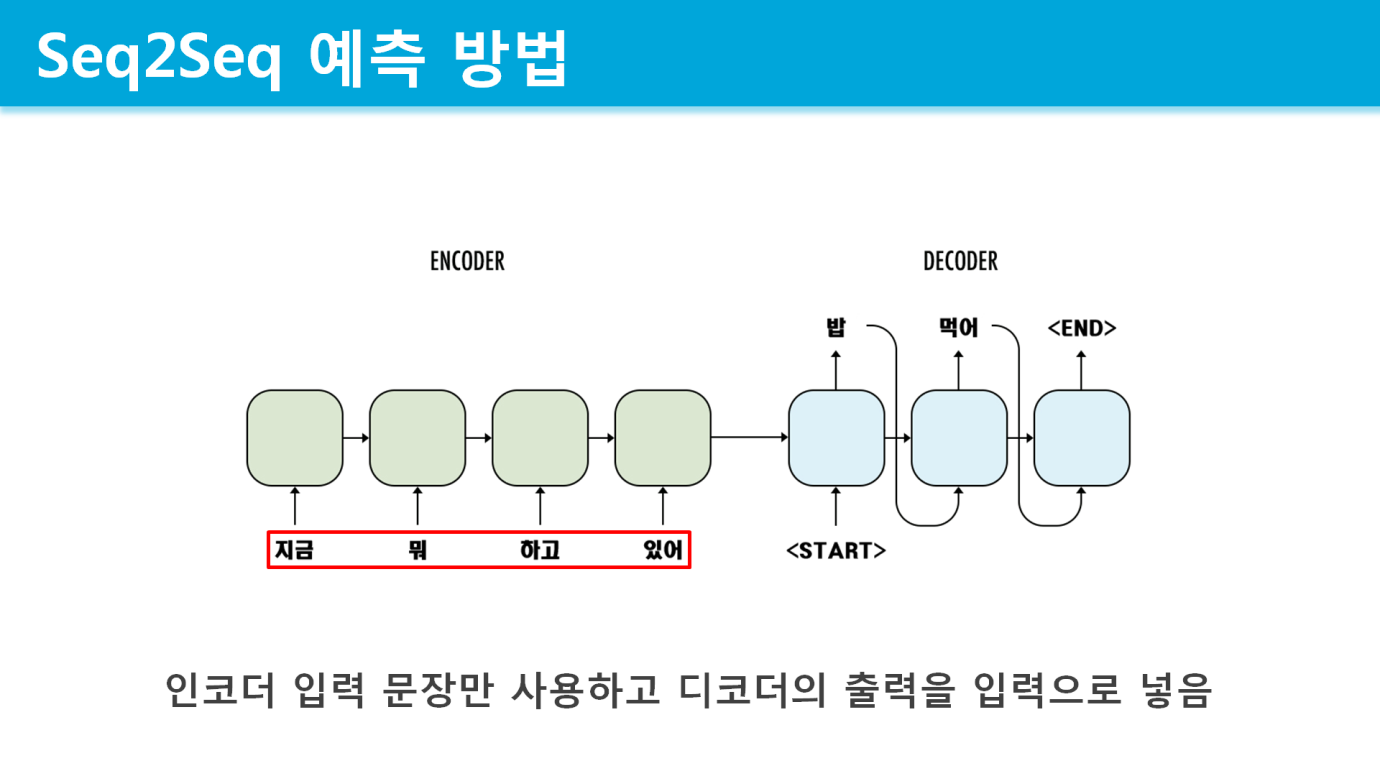 Seq2Seq 예측 방법
ENCODER DECODER
밥 먹어 <END>
지금 뭐 하고 있어 <START>
인코더 입력 문장만 사용하고 디코더의 출력을 입력으로 넣음